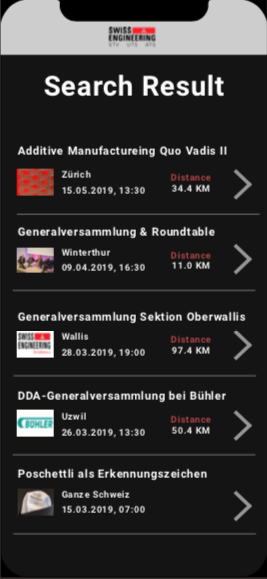 SWISS
ENGINEERING
STV UTS ATS
Search Result
Additive Manufactureing Quo Vadis II
Zürich
15.05.2019, 13:30
Distance
34.4 KM
Generalversammlung & Roundtable
Winterthur
09.04.2019, 16:30
Distance
11.0 KM
Generalversammlung Sektion Oberwallis
SWISS
ENGINEERING
Wallis
28.03.2019, 19:00
Distance
97.4 KM
DDA-Generalversammlung bei Bühler
BÜHLER
Uzwil
26.03.2019, 13:30
Distance
50.4 KM
Poschettli als Erkennungszeichen
Ganze Schweiz
15.03.2019, 07:00